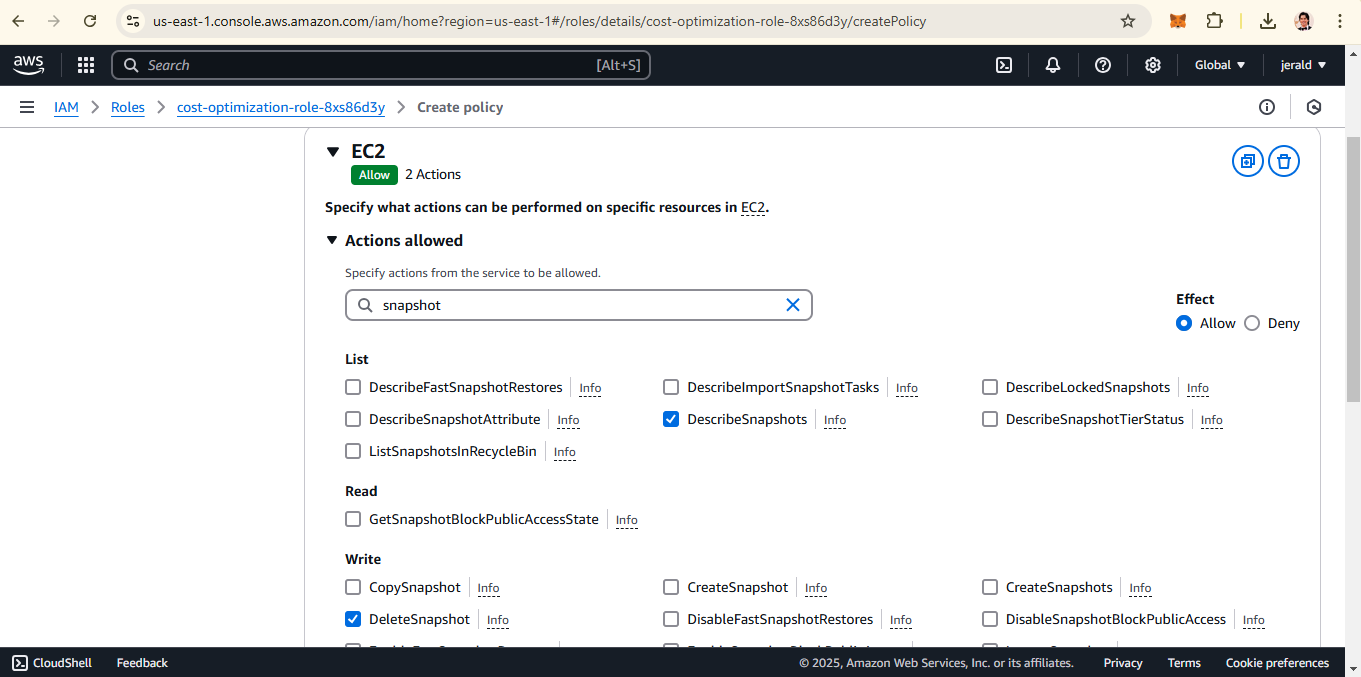 us-east-1.console.aws.amazon.com/iam/home?region=us-east-1#/roles/details/cost-optimization-role-8xs86d3y/createPolicy
aws Search [Alt+S] Global jerald
IAM Roles cost-optimization-role-8xs86d3y Create policy
EC2
Allow 2 Actions
Specify what actions can be performed on specific resources in EC2.
Actions allowed
Specify actions from the service to be allowed.
snapshot
Effect
Allow Deny
List
DescribeFastSnapshotRestores Info DescribeImportSnapshotTasks Info DescribeLockedSnapshots Info
DescribeSnapshotAttribute Info DescribeSnapshots Info DescribeSnapshotTierStatus Info
ListSnapshotsInRecycleBin Info
Read
GetSnapshotBlockPublicAccessState Info
Write
CopySnapshot Info CreateSnapshot Info CreateSnapshots Info
DeleteSnapshot Info DisableFastSnapshotRestores Info DisableSnapshotBlockPublicAccess Info
CloudShell Feedback © 2025, Amazon Web Services, Inc. or its affiliates. Privacy Terms Cookie preferences